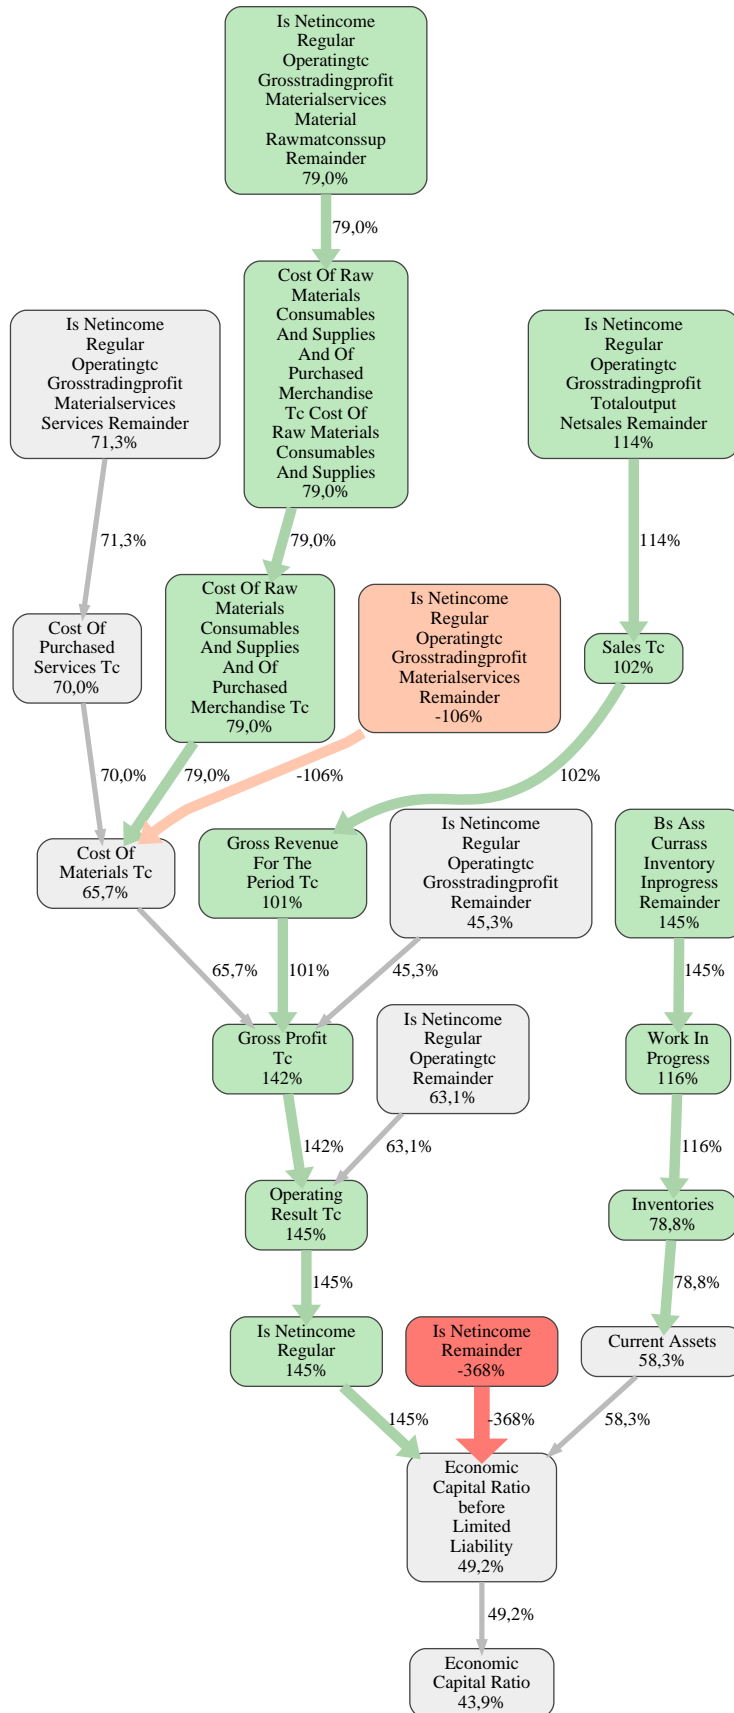 Is Netincome
Regular
Operatingtc
Grosstradingprofit
Materialservices
Material
Rawmatconssup
Remainder
79,0%
79,0%
Cost Of Raw
Materials
Consumables
And Supplies
And Of
Purchased
Merchandise
Tc Cost Of
Raw Materials
Consumables
And Supplies
79,0%
Is Netincome
Regular
Operatingtc
Grosstradingprofit
Materialservices
Services Remainder
71,3%
Is Netincome
Regular
Operatingtc
Grosstradingprofit
Totaloutput
Netsales Remainder
114%
71,3%
79,0%
114%
Cost Of
Purchased
Services Tc
70,0%
Cost Of Raw
Materials
Consumables
And Supplies
And Of
Purchased
Merchandise Tc
79,0%
Is Netincome
Regular
Operatingtc
Grosstradingprofit
Materialservices
Remainder
-106%
Sales Tc
102%
70,0%
79,0%
-106%
102%
Cost Of
Materials Tc
65,7%
Gross Revenue
For The
Period Tc
101%
Is Netincome
Regular
Operatingtc
Grosstradingprofit
Remainder
45,3%
Bs Ass
Currass
Inventory
Inprogress
Remainder
145%
65,7%
101%
45,3%
145%
Gross Profit
Tc
142%
Is Netincome
Regular
Operatingtc
Remainder
63,1%
Work In
Progress
116%
142%
63,1%
116%
Operating
Result Tc
145%
Inventories
78,8%
145%
78,8%
Is Netincome
Regular
145%
Is Netincome
Remainder
-368%
Current Assets
58,3%
145%
-368%
58,3%
Economic
Capital Ratio
before
Limited
Liability
49,2%
49,2%
Economic
Capital Ratio
43,9%